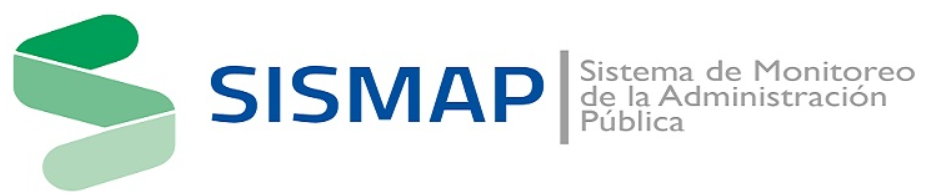 SISMAP
Sistema de Monitoreo
de la Administración
Pública